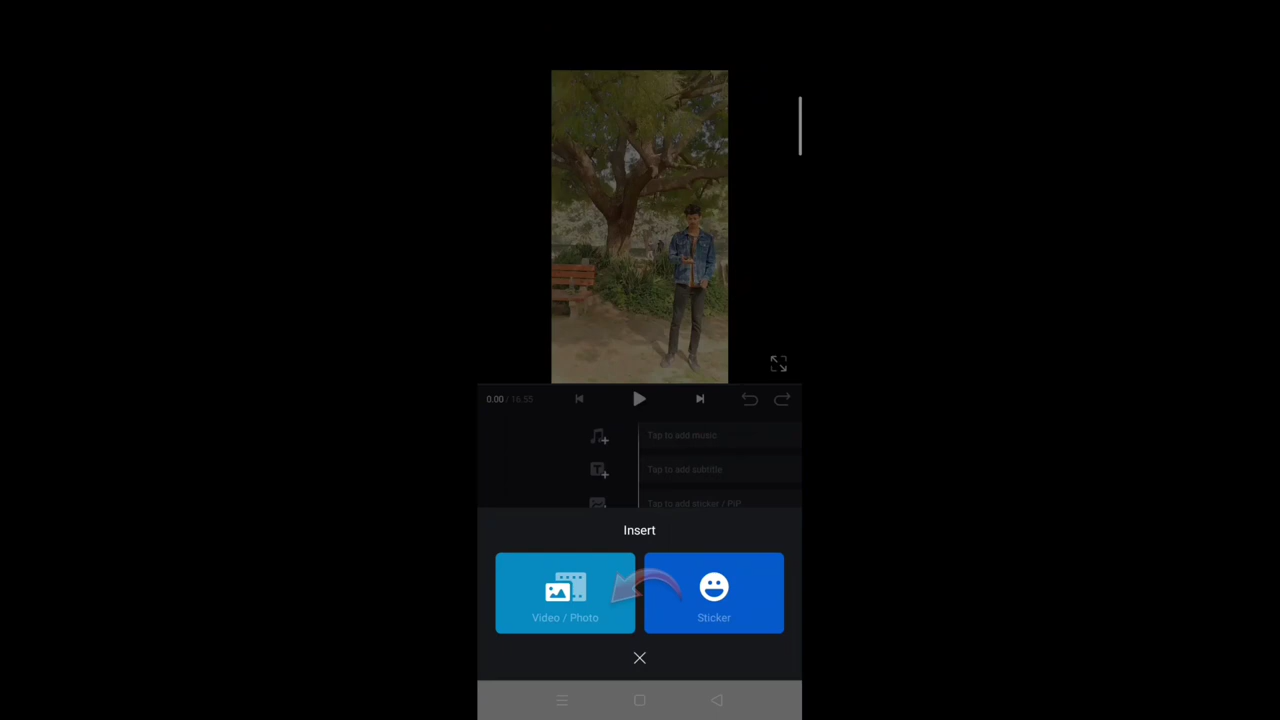 0.00 / 16.58
Tap to add music
Tap to add subtitle
Tap to add sticker / PIP
Insert
Video / Photo
Sticker